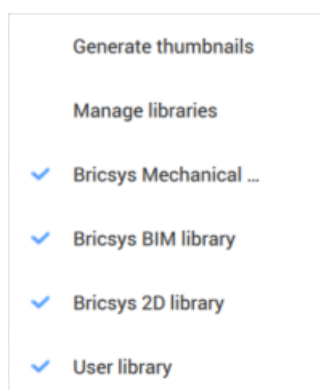 Generate thumbnails
Manage libraries
Bricsys Mechanical ...
Bricsys BIM library
Bricsys 2D library
User library